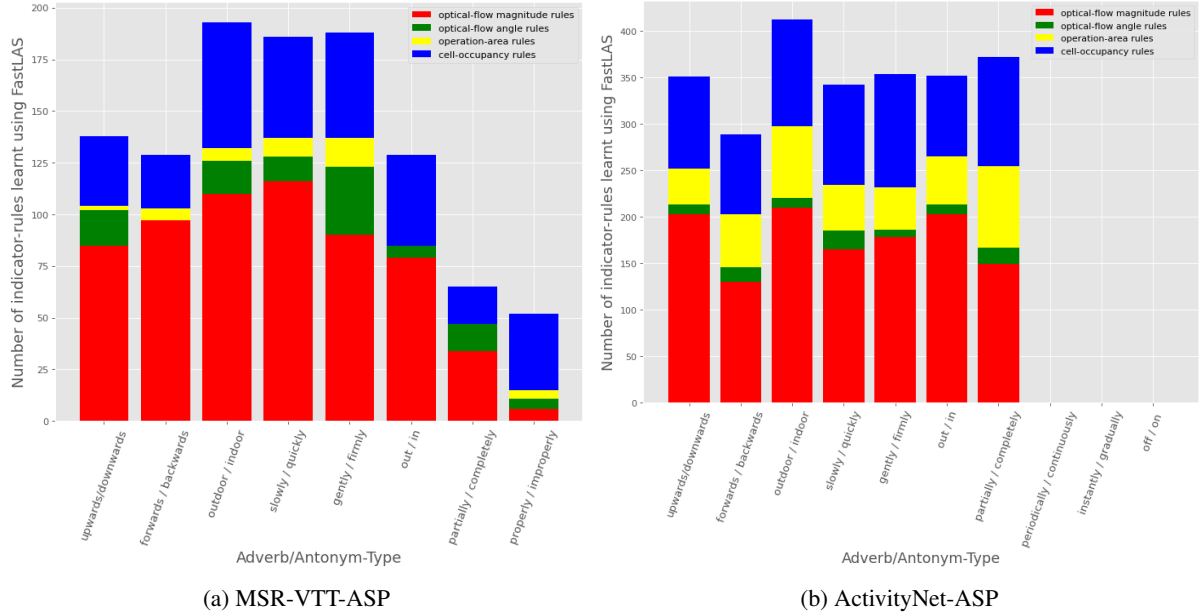 Number of indicator-rules learnt using FastLAS
200
175
150
125
100
75
50
25
0
optical-flow magnitude rules
optical-flow angle rules
operation-area rules
cell-occupancy rules
upwards/downwards
forwards / backwards
outdoor / indoor
slowly / quickly
gently / firmly
out / in
partially / completely
properly / improperly
Adverb/Antonym-Type
(a) MSR-VTT-ASP
Number of indicator-rules learnt using FastLAS
400
350
300
250
200
150
100
50
0
optical-flow magnitude rules
optical-flow angle rules
operation-area rules
cell-occupancy rules
upwards/downwards
forwards / backwards
outdoor / indoor
slowly / quickly
gently / firmly
out / in
partially / completely
periodically / continuously
instantly / gradually
off / on
Adverb/Antonym-Type
(b) ActivityNet-ASP